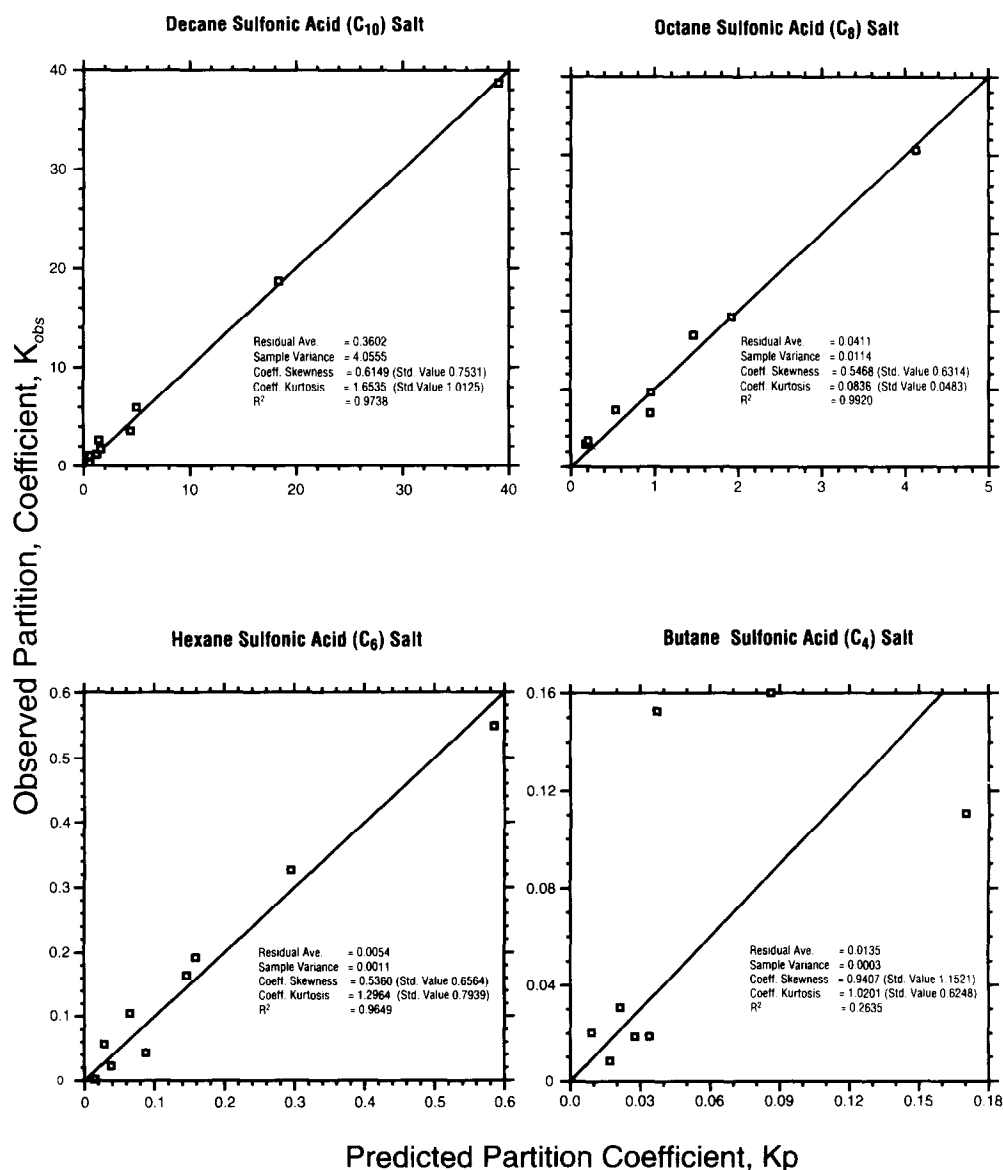 Decane Sulfonic Acid (C10) Salt
40
30
20
10
0
0
10
20
30
40
Residual Ave. = 0.3602
Sample Variance = 4.0555
Coeff. Skewness = 0.6149 (Std. Value 0.7531)
Coeff. Kurtosis = 1.6535 (Std Value 1.0125)
R² = 0.9738
Octane Sulfonic Acid (C8) Salt
0
1
2
3
4
5
Residual Ave. = 0.0411
Sample Variance = 0.0114
Coeff. Skewness = 0.5468 (Std. Value 0.6314)
Coeff. Kurtosis = 0.0836 (Std. Value 0.0483)
R² = 0.9920
Observed Partition, Coefficient, Kobs
Hexane Sulfonic Acid (C6) Salt
0.6
0.5
0.4
0.3
0.2
0.1
0
0
0.1
0.2
0.3
0.4
0.5
0.6
Residual Ave. = 0.0054
Sample Variance = 0.0011
Coeff. Skewness = 0.5360 (Std. Value 0.6564)
Coeff. Kurtosis = 1.2964 (Std. Value 0.7939)
R² = 0.9649
Butane Sulfonic Acid (C4) Salt
0.16
0.12
0.08
0.04
0
0.0
0.03
0.06
0.09
0.12
0.15
0.18
Residual Ave. = 0.0135
Sample Variance = 0.0003
Coeff. Skewness – 0.9407 (Std. Value 1.1521)
Coeff. Kurtosis = 1.0201 (Std. Value 0.6248)
R² = 0.2635
Predicted Partition Coefficient, Kp